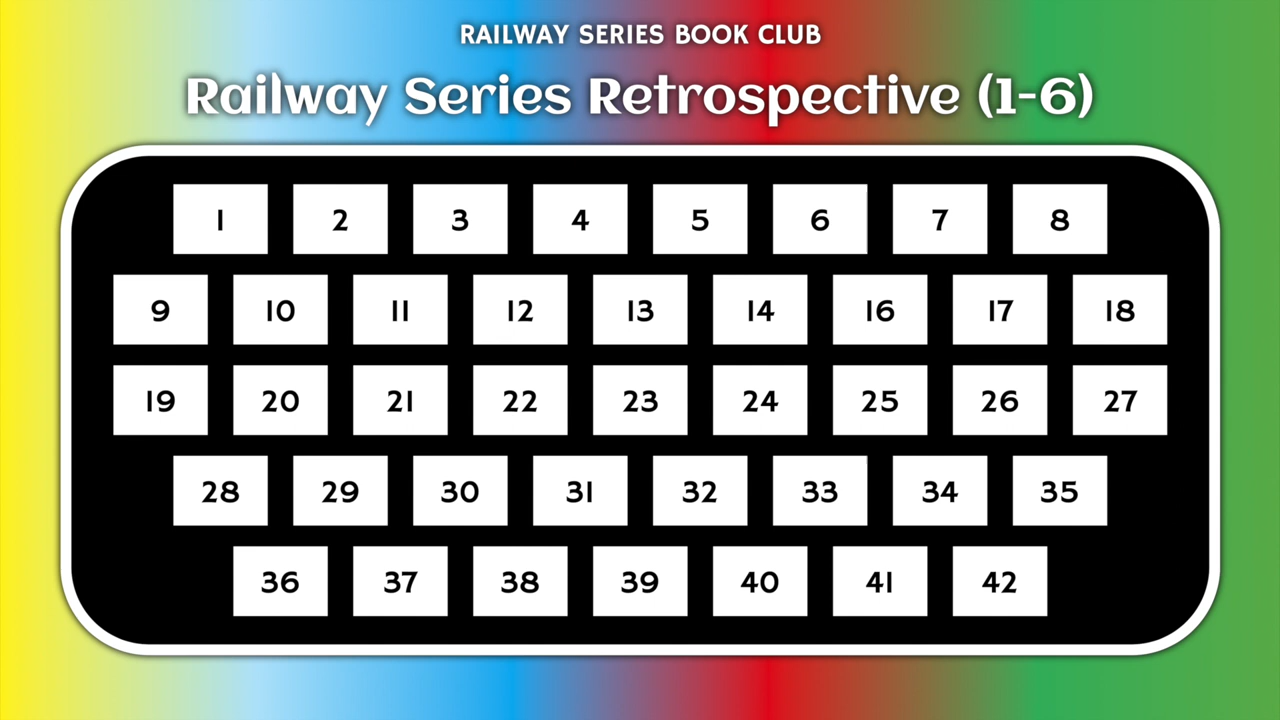 RAILWAY SERIES BOOK CLUB
Railway Series Retrospective (1-6)
1 2 3 4 5 6 7 8
9 10 11 12 13 14 16 17 18
19 20 21 22 23 24 25 26 27
28 29 30 31 32 33 34 35
36 37 38 39 40 41 42